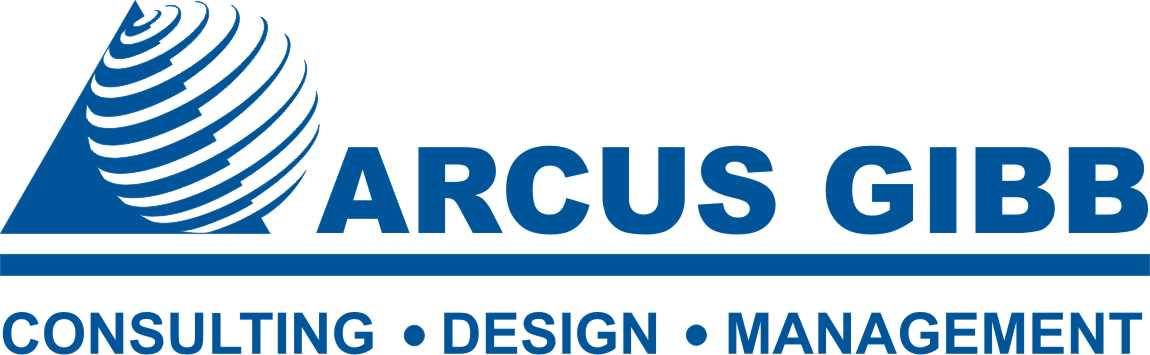 ARCUS GIBB
CONSULTING • DESIGN • MANAGEMENT